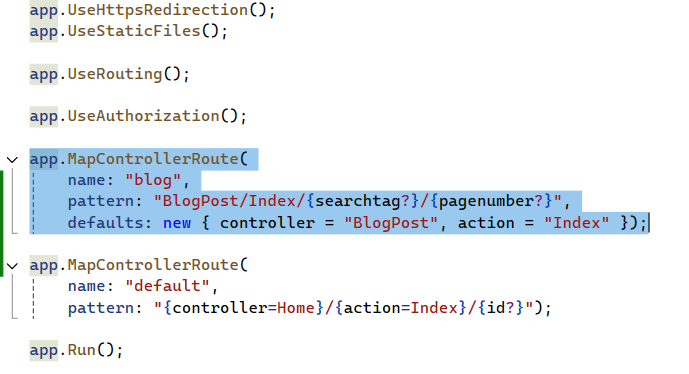 app.UseHttpsRedirection();
app.UseStaticFiles();
app.UseRouting();
app.UseAuthorization();
app.MapControllerRoute(
name: "blog",
pattern: "BlogPost/Index/{searchtag?}/{pagenumber?}",
defaults: new { controller = "BlogPost", action = "Index" });
app.MapControllerRoute(
name: "default",
pattern: "{controller=Home}/{action=Index}/{id?}");
app.Run();